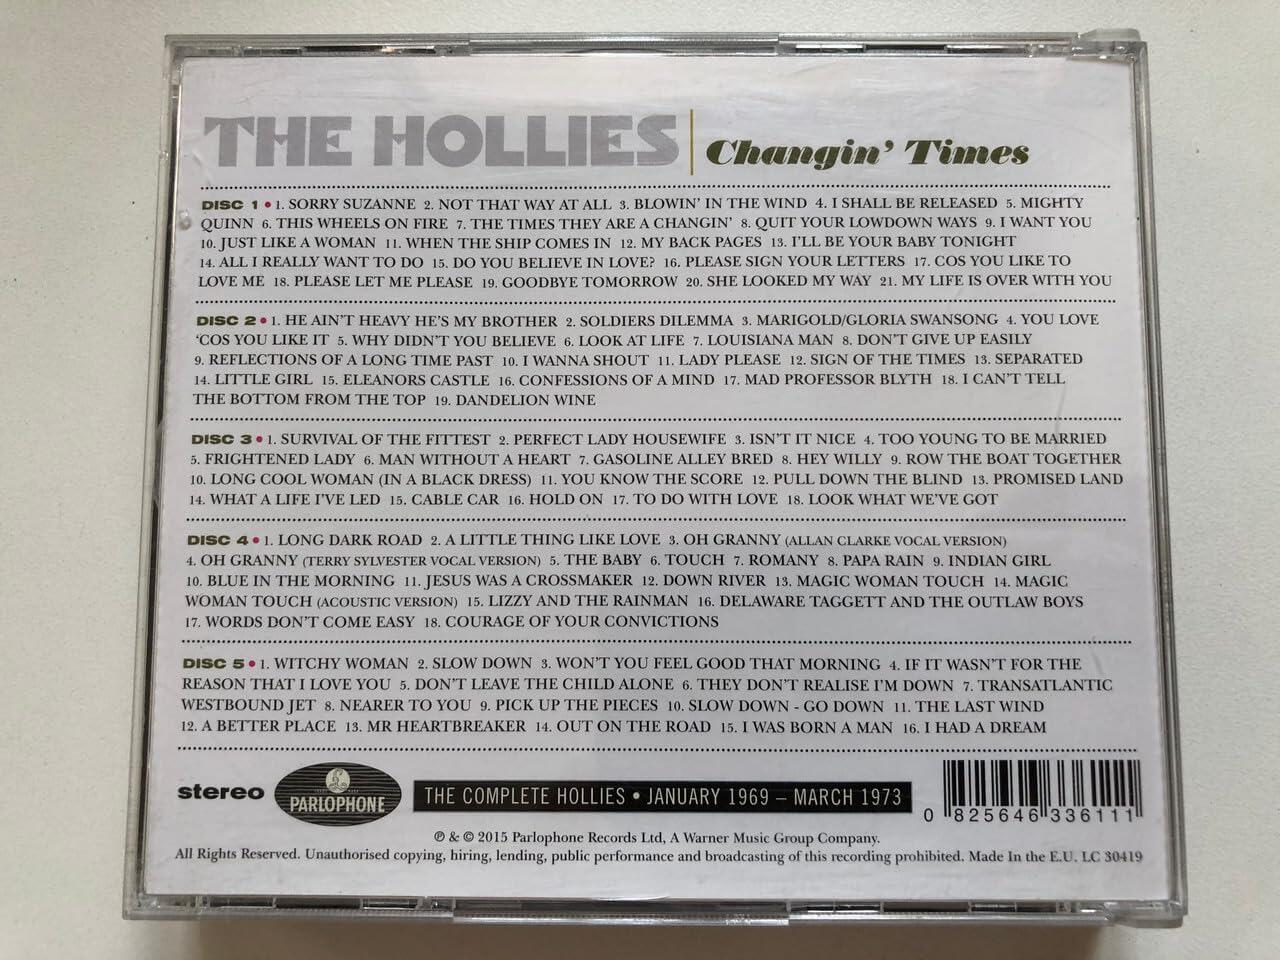 THE HOLLIES Changin' Times
DISC 1 • 1. SORRY SUZANNE 2. NOT THAT WAY AT ALL 3. BLOWIN' IN THE WIND 4. I SHALL BE RELEASED 5. MIGHTY
QUINN 6. THIS WHEELS ON FIRE 7. THE TIMES THEY ARE A CHANGIN' 8. QUIT YOUR LOWDOWN WAYS 9. I WANT YOU
10. JUST LIKE A WOMAN 11. WHEN THE SHIP COMES IN 12. MY BACK PAGES 13. I'LL BE YOUR BABY TONIGHT
14. ALL I REALLY WANT TO DO 15. DO YOU BELIEVE IN LOVE? 16. PLEASE SIGN YOUR LETTERS 17. COS YOU LIKE TO
LOVE ME 18. PLEASE LET ME PLEASE 19. GOODBYE TOMORROW 20. SHE LOOKED MY WAY 21. MY LIFE IS OVER WITH YOU
DISC 2 • 1. HE AIN'T HEAVY HE'S MY BROTHER 2. SOLDIERS DILEMMA 3. MARIGOLD/GLORIA SWANSONG 4. YOU LOVE
'COS YOU LIKE IT 5. WHY DIDN'T YOU BELIEVE 6. LOOK AT LIFE 7. LOUISIANA MAN 8. DON'T GIVE UP EASILY
9. REFLECTIONS OF A LONG TIME PAST 10. I WANNA SHOUT 11. LADY PLEASE 12. SIGN OF THE TIMES 13. SEPARATED
14. LITTLE GIRL 15. ELEANORS CASTLE 16. CONFESSIONS OF A MIND 17. MAD PROFESSOR BLYTH 18. I CAN'T TELL
THE BOTTOM FROM THE TOP 19. DANDELION WINE
DISC 3 • 1. SURVIVAL OF THE FITTEST 2. PERFECT LADY HOUSEWIFE 3. ISN'T IT NICE 4. TOO YOUNG TO BE MARRIED
5. FRIGHTENED LADY 6. MAN WITHOUT A HEART 7. GASOLINE ALLEY BRED 8. HEY WILLY 9. ROW THE BOAT TOGETHER
10. LONG COOL WOMAN (IN A BLACK DRESS) 11. YOU KNOW THE SCORE 12. PULL DOWN THE BLIND 13. PROMISED LAND
14. WHAT A LIFE I'VE LED 15. CABLE CAR 16. HOLD ON 17. TO DO WITH LOVE 18. LOOK WHAT WE'VE GOT
DISC 4 • 1. LONG DARK ROAD 2. A LITTLE THING LIKE LOVE 3. OH GRANNY (ALLAN CLARKE VOCAL VERSION)
4. OH GRANNY (TERRY SYLVESTER VOCAL VERSION) 5. THE BABY 6. TOUCH 7. ROMANY 8. PAPA RAIN 9. INDIAN GIRL
10. BLUE IN THE MORNING 11. JESUS WAS A CROSSMAKER 12. DOWN RIVER 13. MAGIC WOMAN TOUCH 14. MAGIC
WOMAN TOUCH (ACOUSTIC VERSION) 15. LIZZY AND THE RAINMAN 16. DELAWARE TAGGETT AND THE OUTLAW BOYS
17. WORDS DON'T COME EASY 18. COURAGE OF YOUR CONVICTIONS
DISC 5 • 1. WITCHY WOMAN 2. SLOW DOWN 3. WON'T YOU FEEL GOOD THAT MORNING 4. IF IT WASN'T FOR THE
REASON THAT I LOVE YOU 5. DON'T LEAVE THE CHILD ALONE 6. THEY DON'T REALISE I'M DOWN 7. TRANSATLANTIC
WESTBOUND JET 8. NEARER TO YOU 9. PICK UP THE PIECES 10. SLOW DOWN - GO DOWN 11. THE LAST WIND
12. A BETTER PLACE 13. MR HEARTBREAKER 14. OUT ON THE ROAD 15. I WAS BORN A MAN 16. I HAD A DREAM
stereo PARLOPHONE THE COMPLETE HOLLIES • JANUARY 1969 – MARCH 1973 0 825646 336111
℗ & © 2015 Parlophone Records Ltd, A Warner Music Group Company.
All Rights Reserved. Unauthorised copying, hiring, lending, public performance and broadcasting of this recording prohibited. Made In the E.U. LC 30419